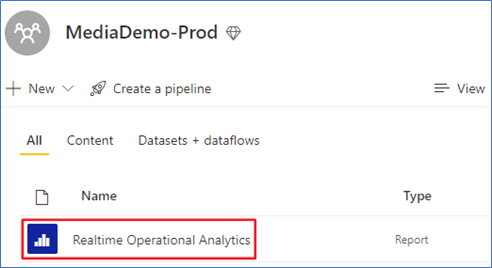 MediaDemo-Prod
New Create a pipeline View
All Content Datasets + dataflows
Name Type
Realtime Operational Analytics Report